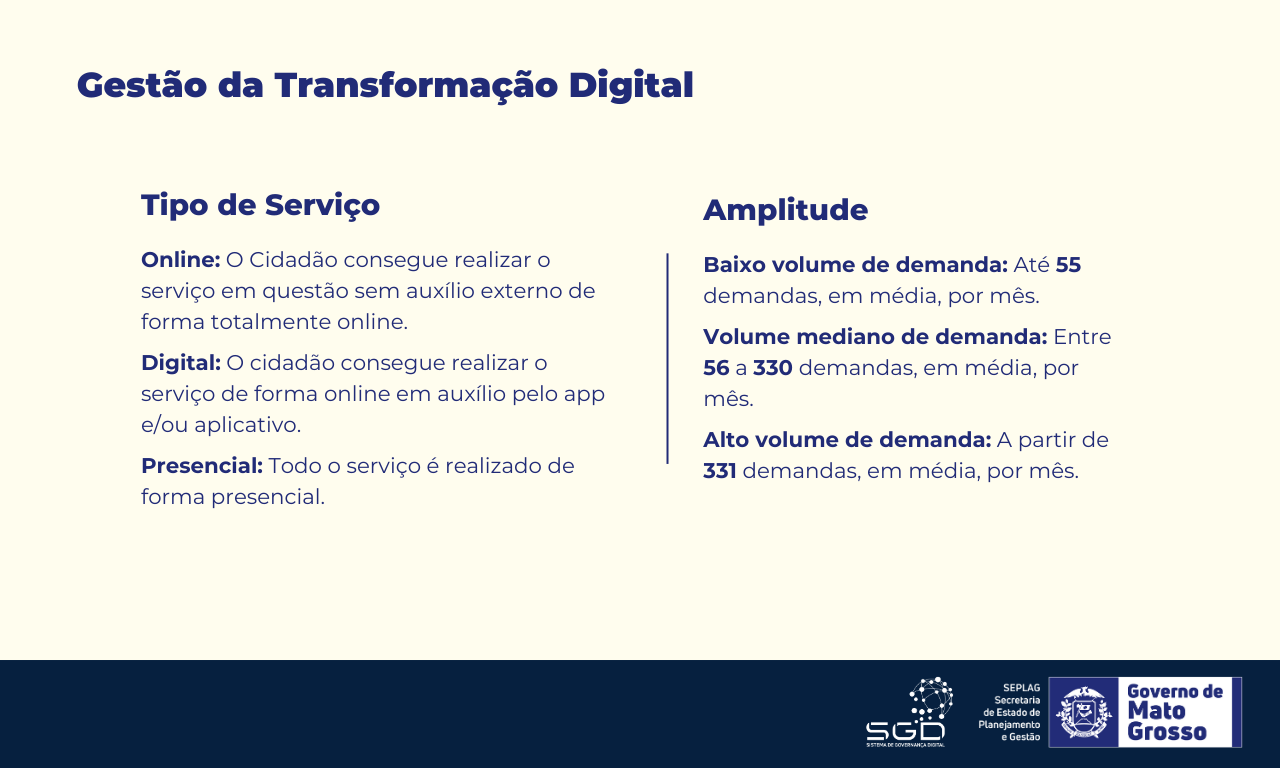 Gestão da Transformação Digital
Tipo de Serviço
Online: O Cidadão consegue realizar o
serviço em questão sem auxílio externo de
forma totalmente online.
Digital: O cidadão consegue realizar o
serviço de forma online em auxílio pelo app
e/ou aplicativo.
Presencial: Todo o serviço é realizado de
forma presencial.
Amplitude
Baixo volume de demanda: Até 55
demandas, em média, por mês.
Volume mediano de demanda: Entre
56 a 330 demandas, em média, por
mês.
Alto volume de demanda: A partir de
331 demandas, em média, por mês.
SGD
SISTEMA DE GOVERNANÇA DIGITAL
SEPLAG
Secretaria
de Estado de
Planejamento
e Gestão
Governo de
Mato
Grosso